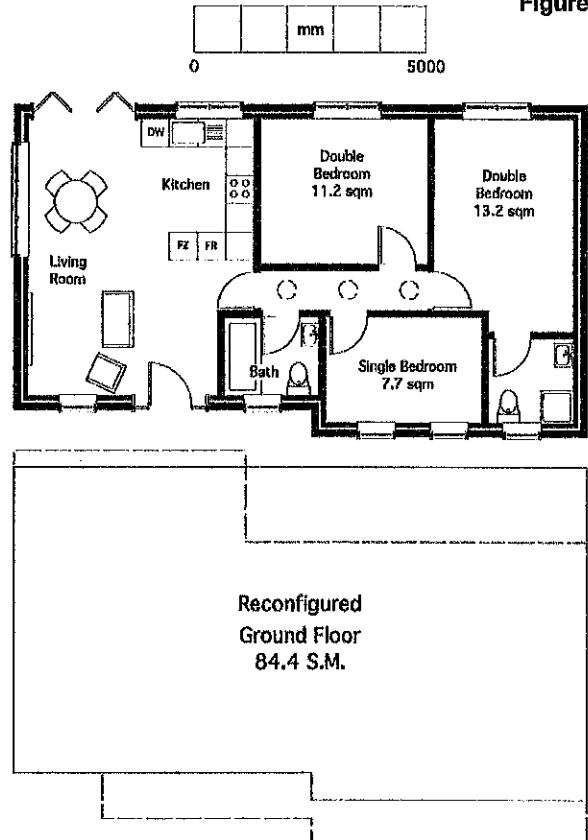 Figure
mm
0 5000
DW
Kitchen
FZ FR
Living
Room
Double
Bedroom
11.2 sqm
Double
Bedroom
13.2 sqm
Bath
Single Bedroom
7.7 sqm
Reconfigured
Ground Floor
84.4 S.M.